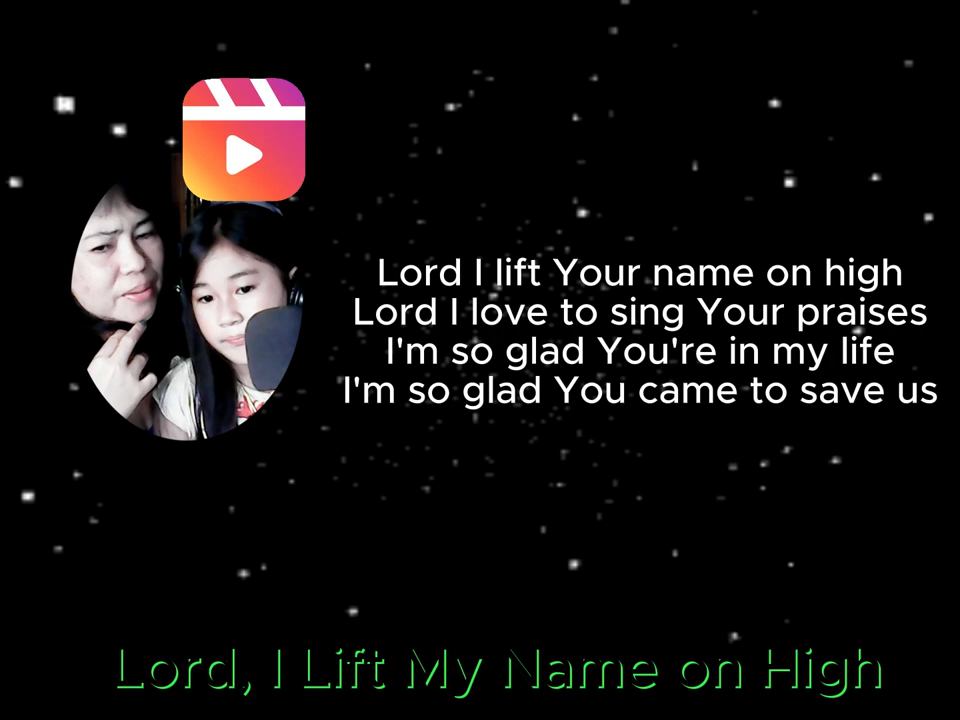 Lord I lift Your name on high
Lord I love to sing Your praises
I'm so glad You're in my life
I'm so glad You came to save us
Lord, I Lift My Name on High